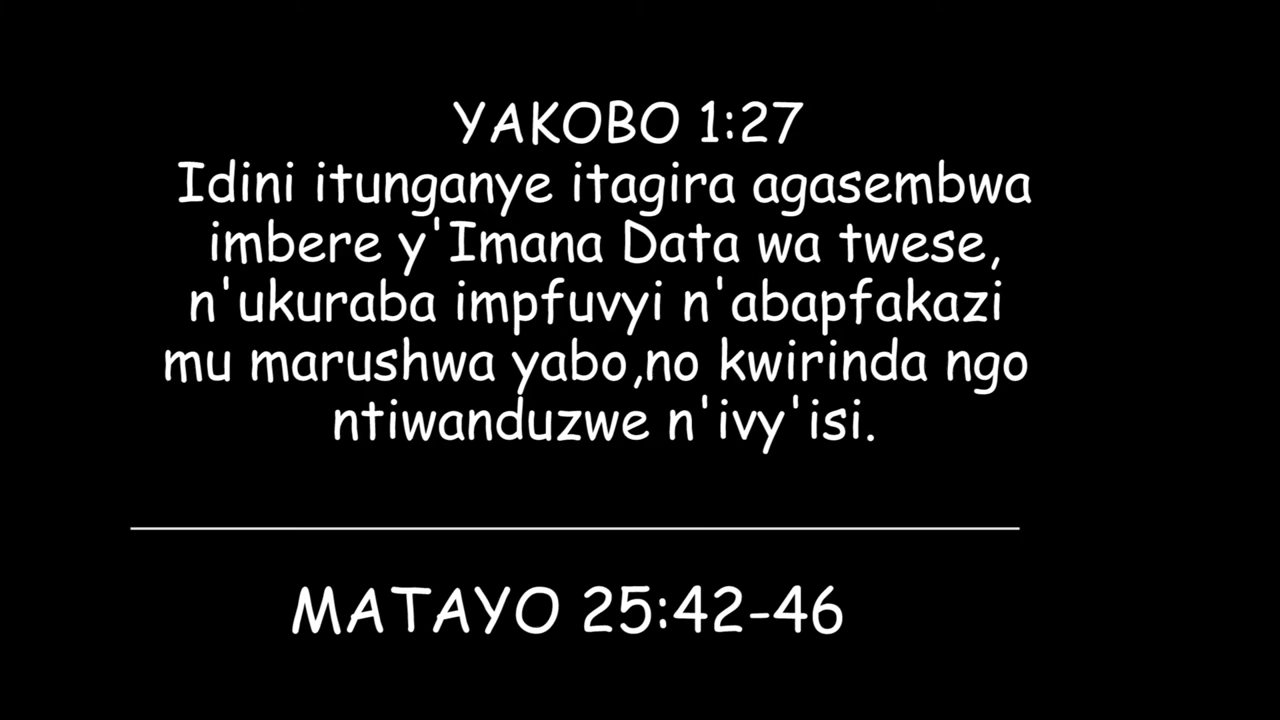 YAKOBO 1:27
Idini itunganye itagira agasembwa
imbere y'Imana Data wa twese,
n'ukuraba impfuvyi n'abapfakazi
mu marushwa yabo,no kwirinda ngo
ntiwanduzwe n'ivy'isi.
MATAYO 25:42-46